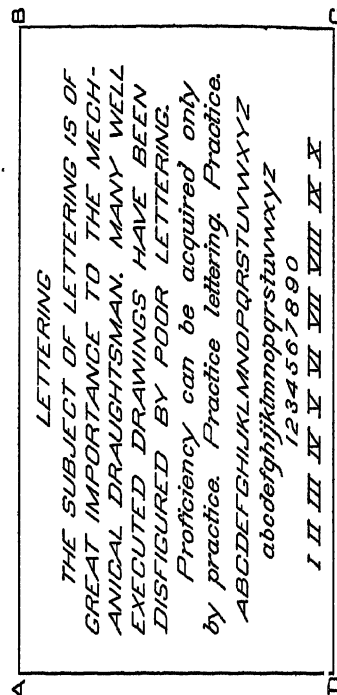 A
B
LETTERING
THE SUBJECT OF LETTERING IS OF
GREAT IMPORTANCE TO THE MECH-
ANICAL DRAUGHTSMAN. MANY WELL
EXECUTED DRAWINGS HAVE BEEN
DISFIGURED BY POOR LETTERING.
Proficiency can be acquired only
by practice. Practice lettering. Practice.
ABCDEFGHIJKLMNOPQRSTUVWXYZ
abcdefghijklmnopqrstuvwxyz
1234567890
I II III IV V VI VII VIII IX X
D
C